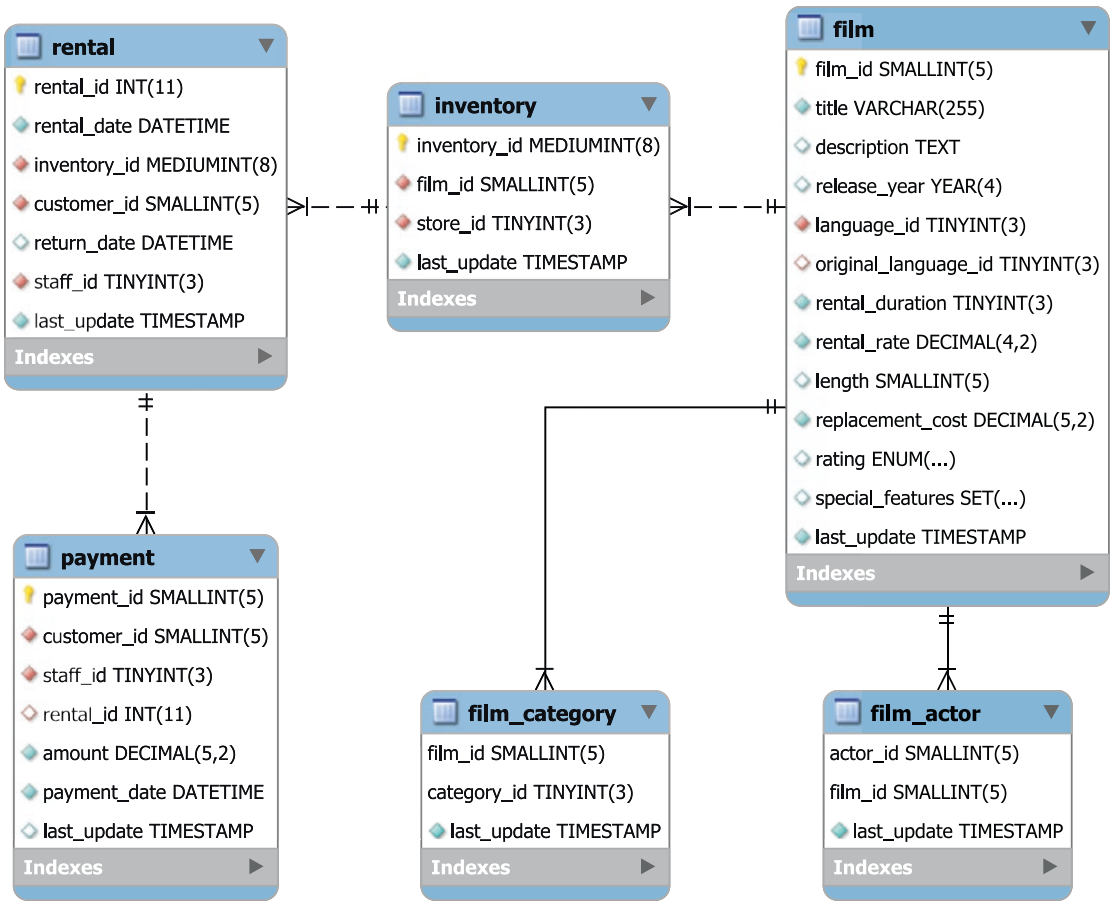 rental
rental_id INT(11)
rental_date DATETIME
inventory_id MEDIUMINT(8)
customer_id SMALLINT(5)
return_date DATETIME
staff_id TINYINT(3)
last_update TIMESTAMP
Indexes
inventory
inventory_id MEDIUMINT(8)
film_id SMALLINT(5)
store_id TINYINT(3)
last_update TIMESTAMP
Indexes
film
film_id SMALLINT(5)
title VARCHAR(255)
description TEXT
release_year YEAR(4)
language_id TINYINT(3)
original_language_id TINYINT(3)
rental_duration TINYINT(3)
rental_rate DECIMAL(4,2)
length SMALLINT(5)
replacement_cost DECIMAL(5,2)
rating ENUM(...)
special_features SET(...)
last_update TIMESTAMP
Indexes
payment
payment_id SMALLINT(5)
customer_id SMALLINT(5)
staff_id TINYINT(3)
rental_id INT(11)
amount DECIMAL(5,2)
payment_date DATETIME
last_update TIMESTAMP
Indexes
film_category
film_id SMALLINT(5)
category_id TINYINT(3)
last_update TIMESTAMP
Indexes
film_actor
actor_id SMALLINT(5)
film_id SMALLINT(5)
last_update TIMESTAMP
Indexes